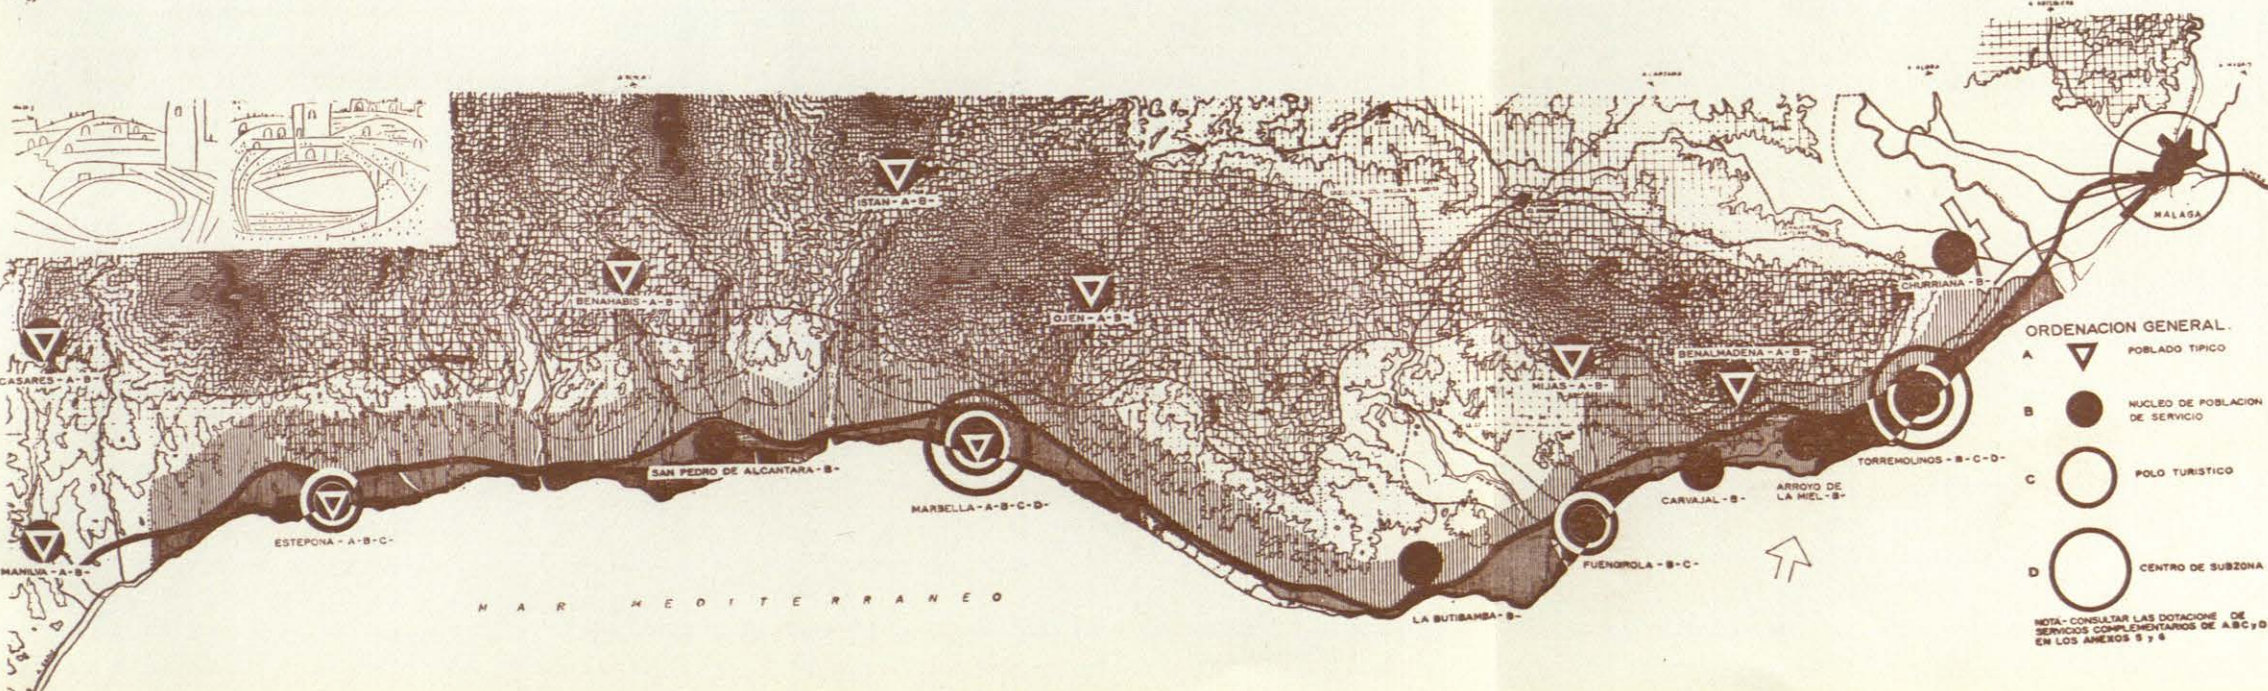 ISTAN - A - B -
BENAHABIS - A - B -
OJEN - A - B -
CASARES - A - B -
MANILVA - A - B -
ESTEPONA - A - B - C -
SAN PEDRO DE ALCANTARA - B -
MARBELLA - A - B - C - D -
MIJAS - A - B -
BENALMADENA - A - B -
CHURRIANA - B -
MALAGA
TORREMOLINOS - B - C - D -
ARROYO DE
LA MIEL - B -
CARVAJAL - B -
FUENGIROLA - B - C -
LA BUTIBAMBA - B -
MAR MEDITERRANEO
ORDENACION GENERAL.
A POBLADO TIPICO
B NUCLEO DE POBLACION
DE SERVICIO
C POLO TURISTICO
D CENTRO DE SUBZONA
NOTA - CONSULTAR LAS DOTACIONE DE
SERVICIOS COMPLEMENTARIOS DE A B C y D
EN LOS ANEXOS 5 y 6